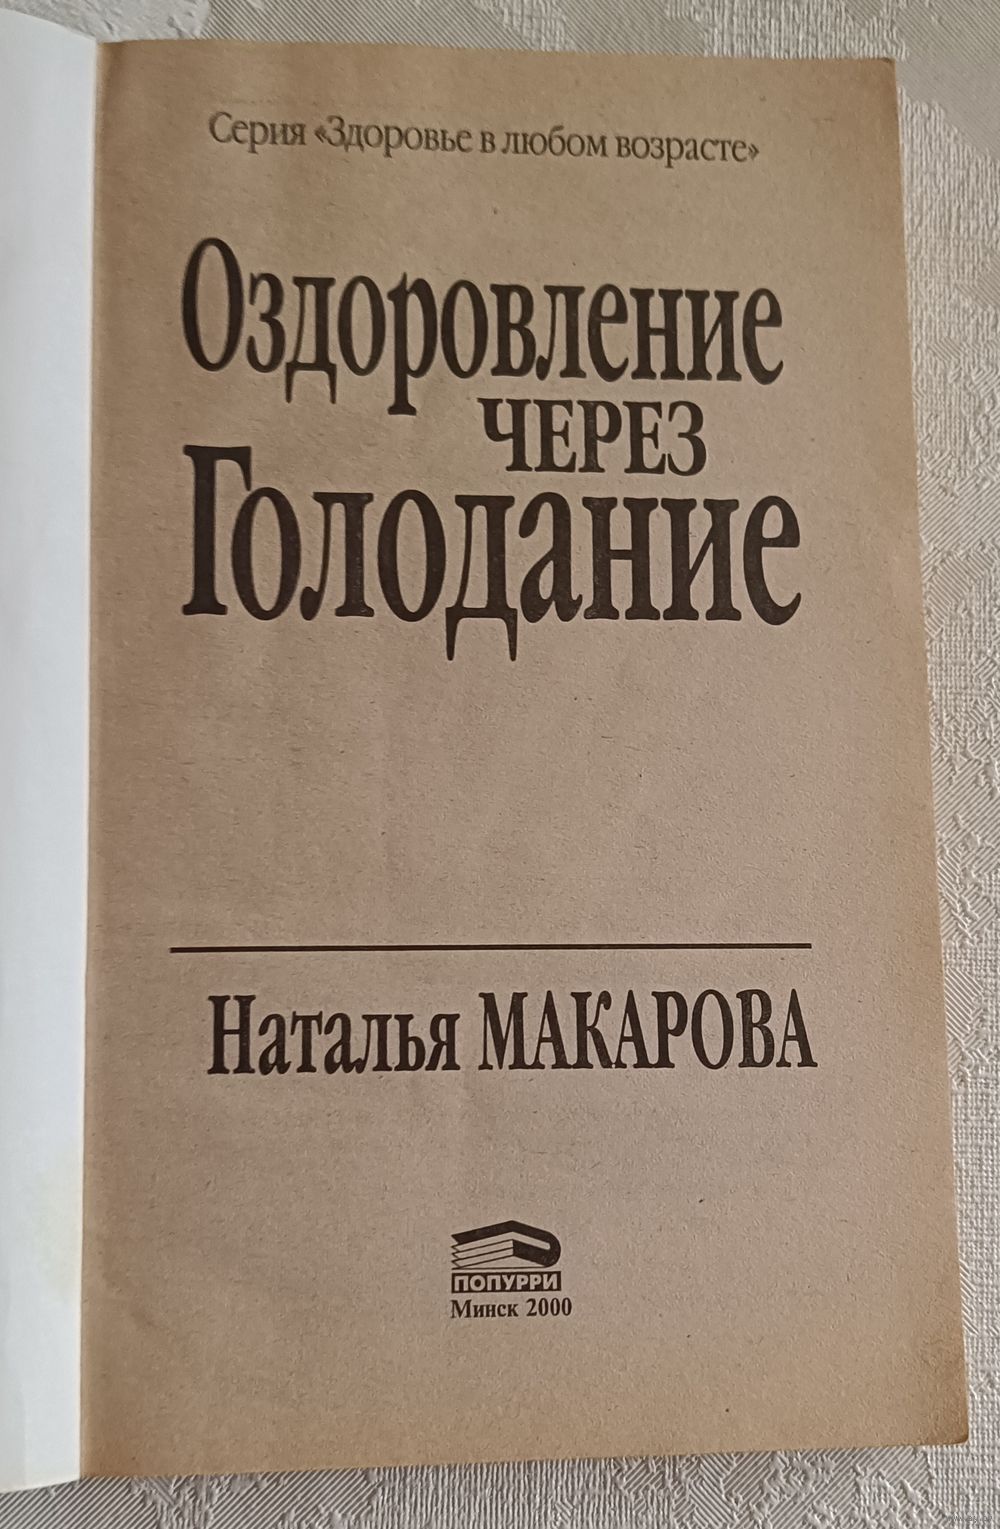 Серия «Здоровье в любом возрасте»
Оздоровление
ЧЕРЕЗ
Голодание
Наталья МАКАРОВА
ПОПУРРИ
Минск 2000